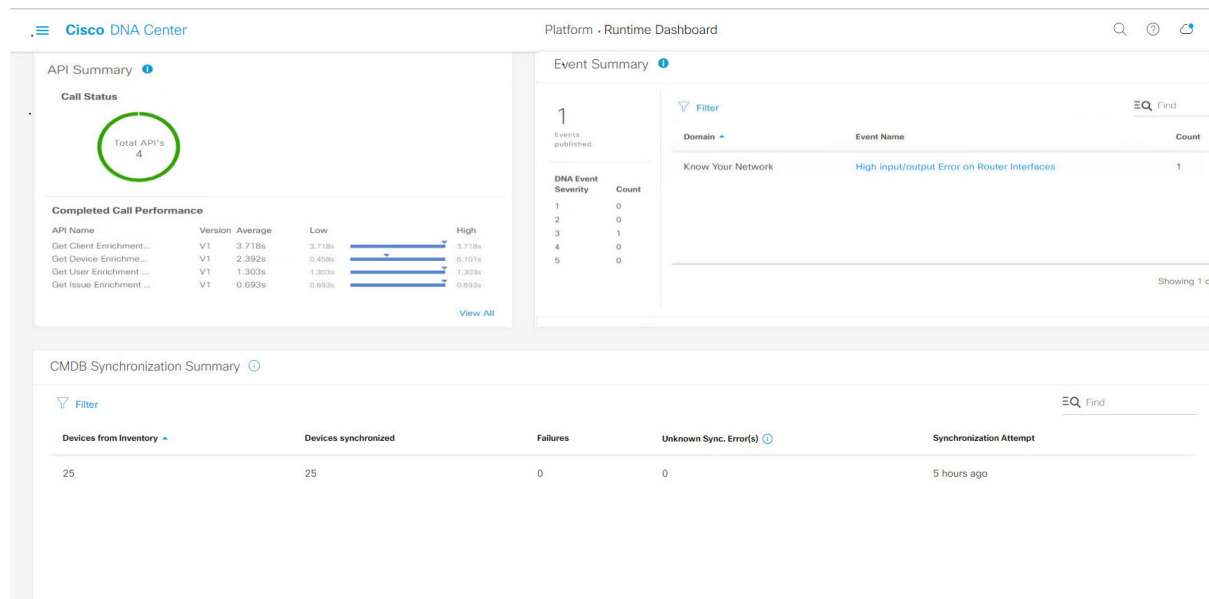 Cisco DNA Center
Platform • Runtime Dashboard
API Summary
Call Status
Total API's
4
Completed Call Performance
API Name Version Average Low High
Get Client Enrichment... V1 3.718s 3.718s 3.718s
Get Device Enrichme... V1 2.392s 0.458s 6.101s
Get User Enrichment ... V1 1.303s 1.303s 1.303s
Get Issue Enrichment ... V1 0.693s 0.693s 0.693s
View All
Event Summary
1
Events
published
DNA Event
Severity Count
1 0
2 0
3 1
4 0
5 0
Filter
Find
Domain Event Name Count
Know Your Network High input/output Error on Router Interfaces 1
Showing 1
CMDB Synchronization Summary
Filter
Find
Devices from Inventory Devices synchronized Failures Unknown Sync. Error(s) Synchronization Attempt
25 25 0 0 5 hours ago